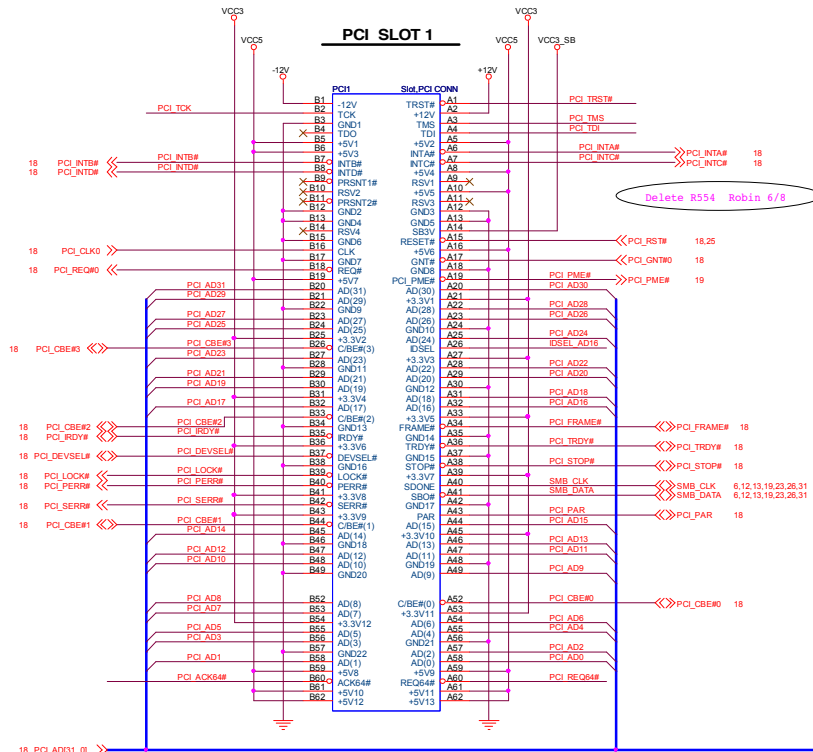 VCC3
VCC3
PCI SLOT 1
VCC5
VCC5
VCC3_SB
-12V
+12V
PCI1
Slot,PCI CONN
B1 -12V TRST# A1 PCI_TRST#
PCI_TCK B2 TCK +12V A2
B3 GND1 TMS A3 PCI_TMS
B4 TDO TDI A4 PCI_TDI
B5 +5V1 +5V2 A5
B6 +5V3 INTA# A6 PCI_INTA# PCI_INTA# 18
18 PCI_INTB# PCI_INTB# B7 INTB# INTC# A7 PCI_INTC# PCI_INTC# 18
18 PCI_INTD# PCI_INTD# B8 INTD# +5V4 A8
B9 PRSNT1# RSV1 A9
B10 RSV2 +5V5 A10
B11 PRSNT2# RSV3 A11
Delete R554 Robin 6/8
B12 GND2 GND3 A12
B13 GND4 GND5 A13
B14 RSV4 SB3V A14
B15 GND6 RESET# A15 PCI_RST# 18,25
18 PCI_CLK0 B16 CLK +5V6 A16
B17 GND7 GNT# A17 PCI_GNT#0 18
18 PCI_REQ#0 B18 REQ# GND8 A18
B19 +5V7 PCI_PME# A19 PCI_PME# PCI_PME# 19
PCI_AD31 B20 AD(31) AD(30) A20 PCI_AD30
PCI_AD29 B21 AD(29) +3.3V1 A21
B22 GND9 AD(28) A22 PCI_AD28
PCI_AD27 B23 AD(27) AD(26) A23 PCI_AD26
PCI_AD25 B24 AD(25) GND10 A24
B25 +3.3V2 AD(24) A25 PCI_AD24
18 PCI_CBE#3 PCI_CBE#3 B26 C/BE#(3) IDSEL A26 IDSEL_AD16
PCI_AD23 B27 AD(23) +3.3V3 A27
B28 GND11 AD(22) A28 PCI_AD22
PCI_AD21 B29 AD(21) AD(20) A29 PCI_AD20
PCI_AD19 B30 AD(19) GND12 A30
B31 +3.3V4 AD(18) A31 PCI_AD18
PCI_AD17 B32 AD(17) AD(16) A32 PCI_AD16
B33 C/BE#(2) +3.3V5 A33
18 PCI_CBE#2 PCI_CBE#2 B34 GND13 FRAME# A34 PCI_FRAME# PCI_FRAME# 18
18 PCI_IRDY# PCI_IRDY# B35 IRDY# GND14 A35
B36 +3.3V6 TRDY# A36 PCI_TRDY# PCI_TRDY# 18
18 PCI_DEVSEL# PCI_DEVSEL# B37 DEVSEL# GND15 A37
B38 GND16 STOP# A38 PCI_STOP# PCI_STOP# 18
18 PCI_LOCK# PCI_LOCK# B39 LOCK# +3.3V7 A39
18 PCI_PERR# PCI_PERR# B40 PERR# SDONE A40 SMB_CLK SMB_CLK 6,12,13,19,23,26,31
B41 +3.3V8 SBO# A41 SMB_DATA SMB_DATA 6,12,13,19,23,26,31
18 PCI_SERR# PCI_SERR# B42 SERR# GND17 A42
B43 +3.3V9 PAR A43 PCI_PAR PCI_PAR 18
18 PCI_CBE#1 PCI_CBE#1 B44 C/BE#(1) AD(15) A44 PCI_AD15
PCI_AD14 B45 AD(14) +3.3V10 A45
B46 GND18 AD(13) A46 PCI_AD13
PCI_AD12 B47 AD(12) AD(11) A47 PCI_AD11
PCI_AD10 B48 AD(10) GND19 A48
B49 GND20 AD(9) A49 PCI_AD9
PCI_AD8 B52 AD(8) C/BE#(0) A52 PCI_CBE#0 PCI_CBE#0 18
PCI_AD7 B53 AD(7) +3.3V11 A53
B54 +3.3V12 AD(6) A54 PCI_AD6
PCI_AD5 B55 AD(5) AD(4) A55 PCI_AD4
PCI_AD3 B56 AD(3) GND21 A56
B57 GND22 AD(2) A57 PCI_AD2
PCI_AD1 B58 AD(1) AD(0) A58 PCI_AD0
B59 +5V8 +5V9 A59
PCI_ACK64# B60 ACK64# REQ64# A60 PCI_REQ64#
B61 +5V10 +5V11 A61
B62 +5V12 +5V13 A62
18 PCI_AD[31..0]